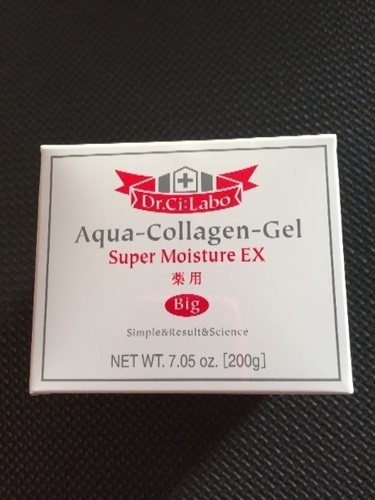 Dr.Ci:Labo
Aqua-Collagen-Gel
Super Moisture EX
薬用
Big
Simple&Result&Science
NET WT. 7.05 oz. [200g]